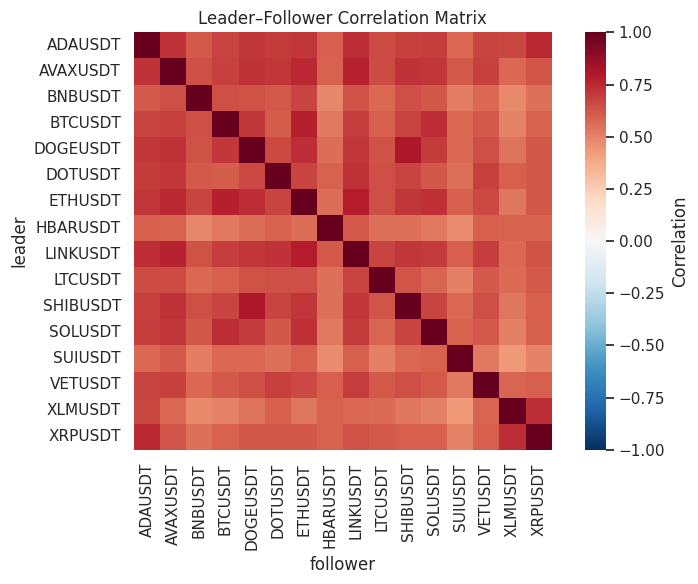 Leader–Follower Correlation Matrix
ADAUSDT
AVAXUSDT
BNBUSDT
BTCUSDT
DOGEUSDT
DOTUSDT
ETHUSDT
HBARUSDT
LINKUSDT
LTCUSDT
SHIBUSDT
SOLUSDT
SUIUSDT
VETUSDT
XLMUSDT
XRPUSDT
leader
ADAUSDT
AVAXUSDT
BNBUSDT
BTCUSDT
DOGEUSDT
DOTUSDT
ETHUSDT
HBARUSDT
LINKUSDT
LTCUSDT
SHIBUSDT
SOLUSDT
SUIUSDT
VETUSDT
XLMUSDT
XRPUSDT
follower
1.00
0.75
0.50
0.25
0.00
−0.25
−0.50
−0.75
−1.00
Correlation